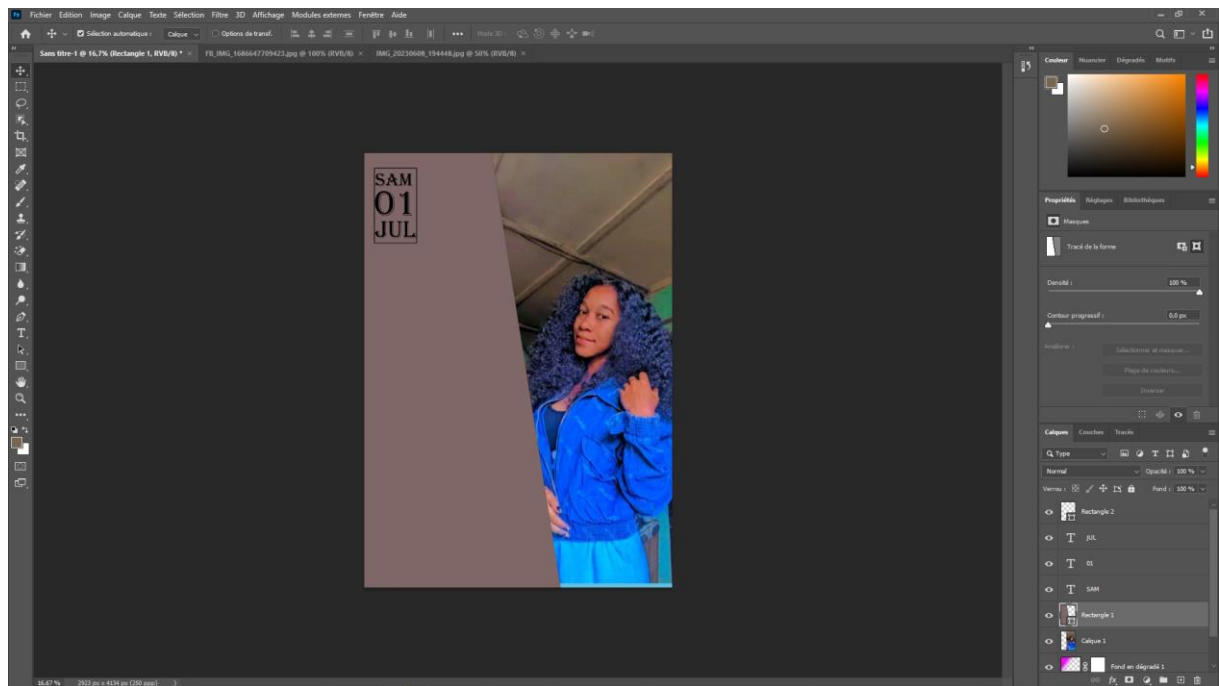 Ps Fichier Edition Image Calque Texte Sélection Filtre 3D Affichage Modules externes Fenêtre Aide
Sélection automatique : Calque Options de transf. Mode 3D :
Sans titre-1 @ 16,7% (Rectangle 1, RVB/8) * × FB_IMG_1686647709423.jpg @ 100% (RVB/8) × IMG_20230608_194448.jpg @ 50% (RVB/8) ×
Couleur Nuancier Dégradés Motifs
SAM
01
JUL
Propriétés Réglages Bibliothèques
Masques
Tracé de la forme
Densité : 100 %
Contour progressif : 0,0 px
Améliorer : Sélectionner et masquer...
Plage de couleurs...
Inverser
Calques Couches Tracés
Type
Normal Opacité : 100 %
Verrou : Fond : 100 %
Rectangle 2
T JUL
T 01
T SAM
Rectangle 1
Calque 1
Fond en dégradé 1
16,67 % 2923 px x 4134 px (250 ppp)